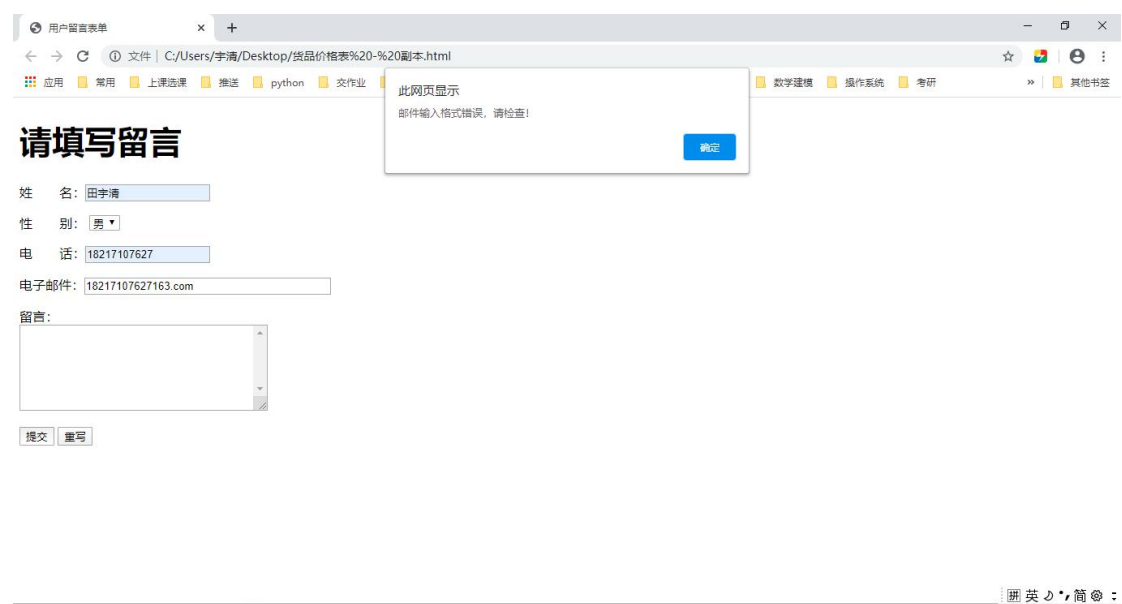 用户留言表单
文件 | C:/Users/宇清/Desktop/货品价格表%20-%20副本.html
应用 常用 上课选课 推送 python 交作业 数学建模 操作系统 考研 » 其他书签
此网页显示
邮件输入格式错误，请检查!
确定
请填写留言
姓 名：田宇清
性 别：男
电 话：18217107627
电子邮件：18217107627163.com
留言：
提交 重写
拼 英 简